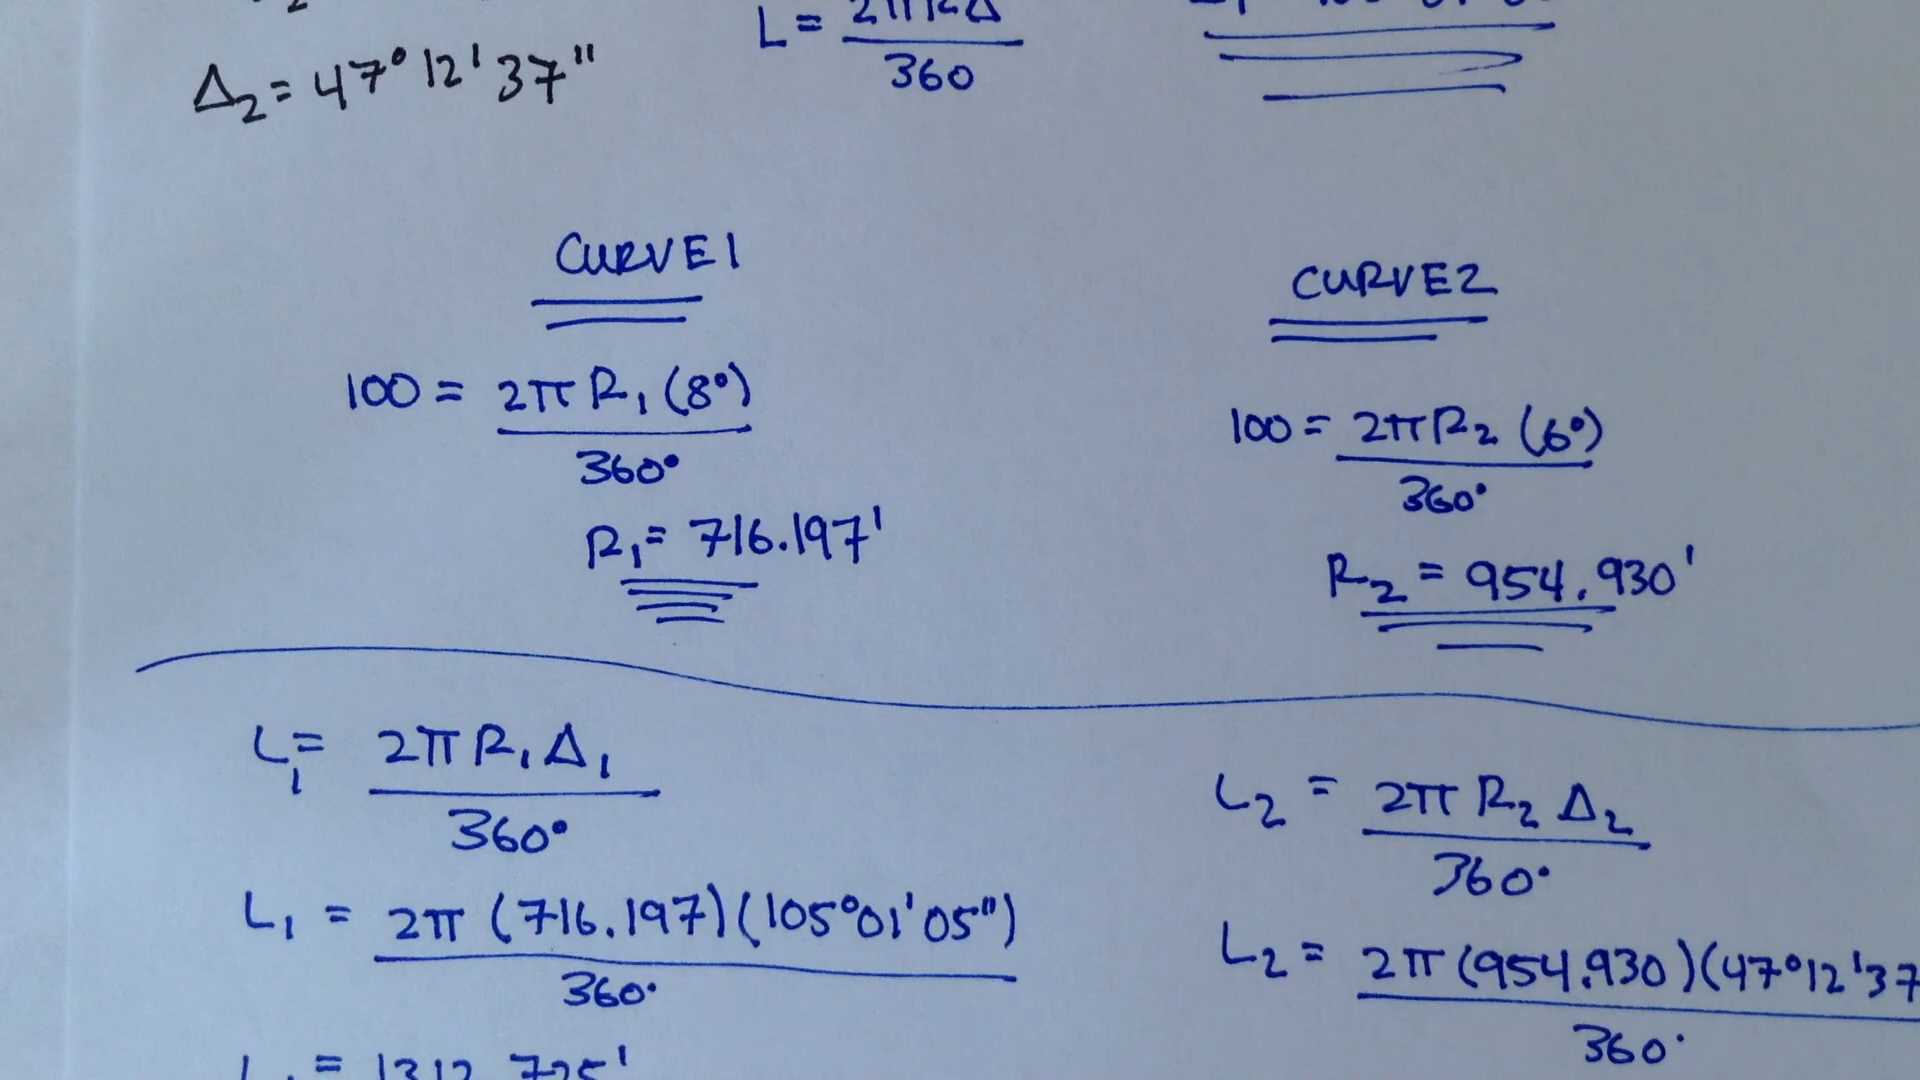 Δ₂ = 47° 12' 37"
L = 2πRΔ / 360
CURVE 1
100 = 2πR₁(8°) / 360°
R₁ = 716.197'
CURVE 2
100 = 2πR₂(6°) / 360°
R₂ = 954.930'
L₁ = 2πR₁Δ₁ / 360°
L₁ = 2π(716.197)(105°01'05") / 360°
= 1312.725'
L₂ = 2πR₂Δ₂ / 360°
L₂ = 2π(954.930)(47°12'37 / 360°